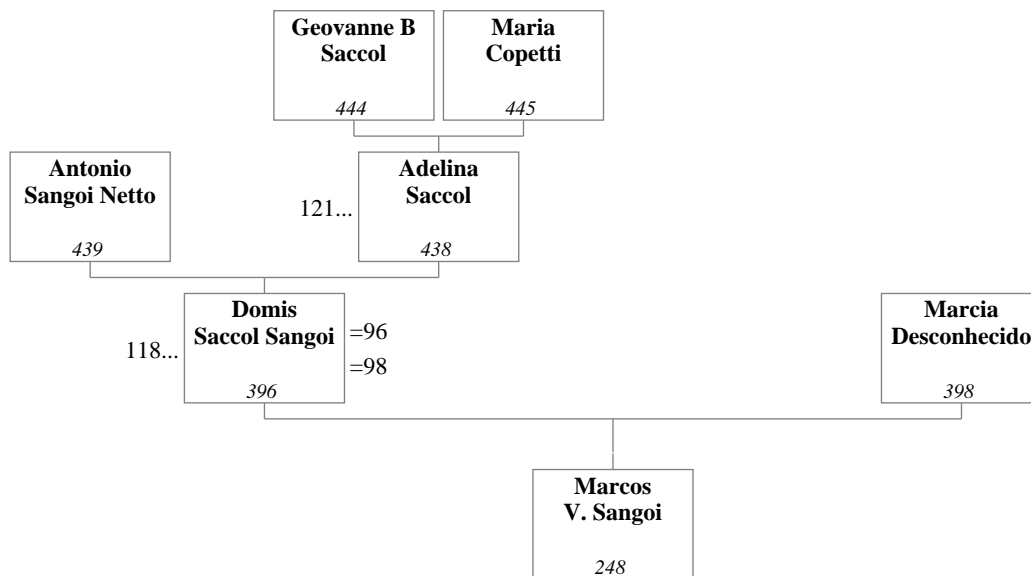 Geovanne B
Saccol
444
Maria
Copetti
445
Antonio
Sangoi Netto
439
121...
Adelina
Saccol
438
118...
Domis
Saccol Sangoi
396
=96
=98
Marcia
Desconhecido
398
Marcos
V. Sangoi
248